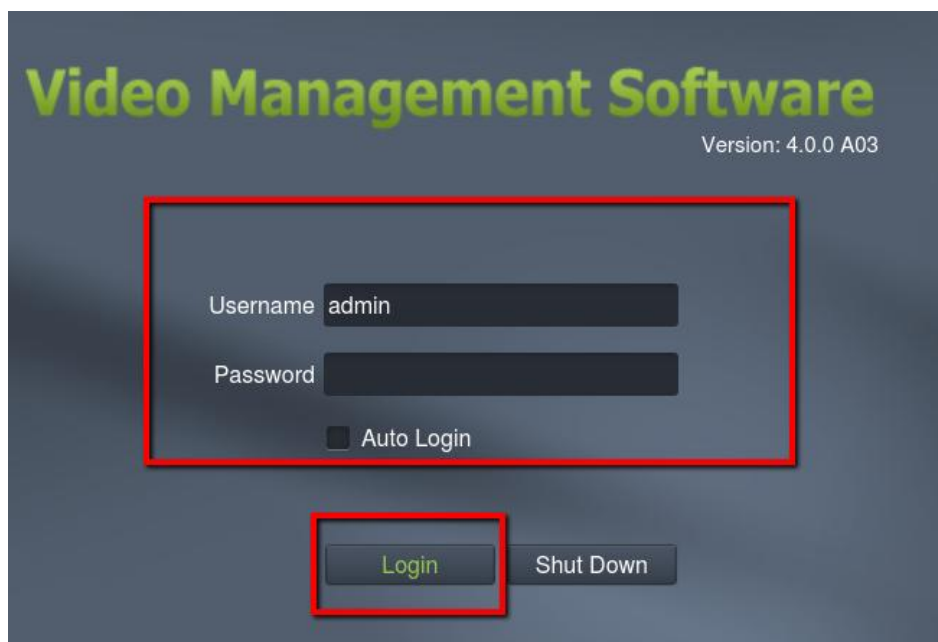 Video Management Software
Version: 4.0.0 A03
Username admin
Password
Auto Login
Login Shut Down